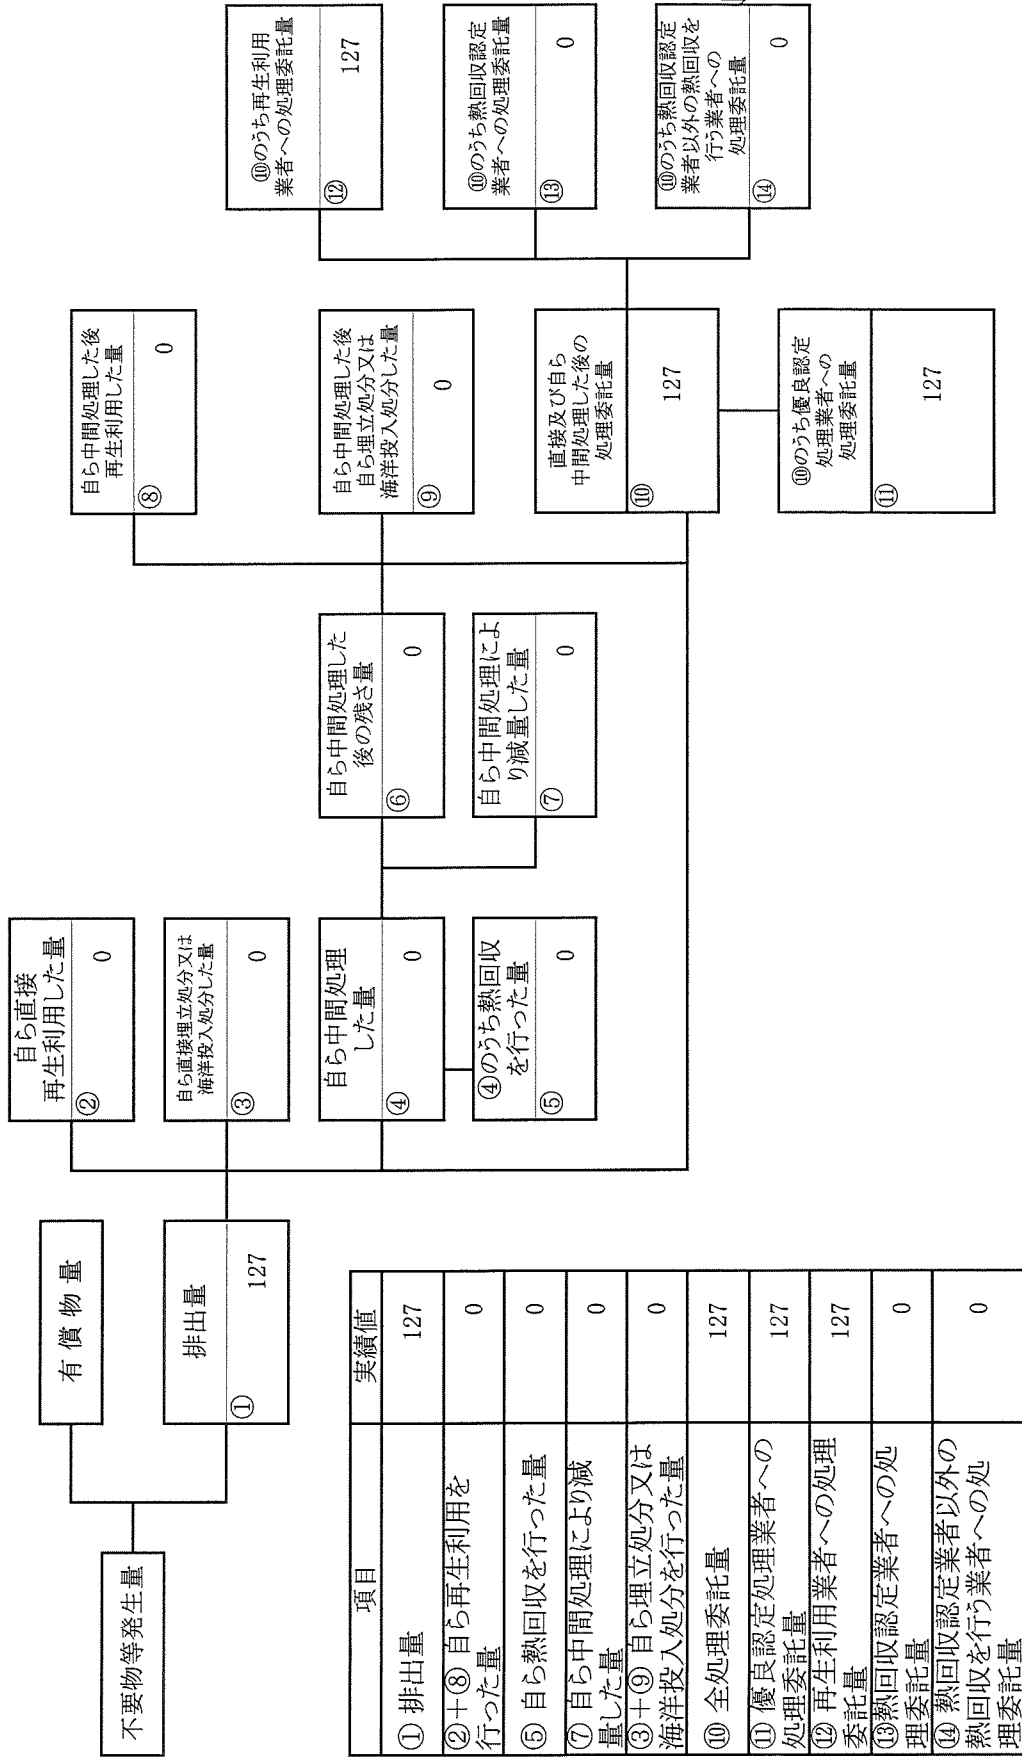 不要物等発生量
有償物量
排出量
①
127
自ら直接
再生利用した量
②
0
自ら直接埋立処分又は
海洋投入処分した量
③
0
自ら中間処理
した量
④
0
④のうち熱回収
を行った量
⑤
0
自ら中間処理した
後の残さ量
⑥
0
自ら中間処理によ
り減量した量
⑦
0
自ら中間処理した後
再生利用した量
⑧
0
自ら中間処理した後
自ら埋立処分又は
海洋投入処分した量
⑨
0
直接及び自ら
中間処理した後の
処理委託量
⑩
127
⑩のうち優良認定
処理業者への
処理委託量
⑪
127
⑩のうち再生利用
業者への処理委託量
⑫
127
⑩のうち熱回収認定
業者への処理委託量
⑬
0
⑩のうち熱回収認定
業者以外の熱回収を
行う業者への
処理委託量
⑭
0
項目 実績値
① 排出量 127
②+⑧ 自ら再生利用を
行った量 0
⑤ 自ら熱回収を行った量 0
⑦ 自ら中間処理により減
量した量 0
③+⑨ 自ら埋立処分又は
海洋投入処分を行った量 0
⑩ 全処理委託量 127
⑪ 優良認定処理業者への
処理委託量 127
⑫ 再生利用業者への処理
委託量 127
⑬熱回収認定業者への処
理委託量 0
⑭ 熱回収認定業者以外の
熱回収を行う業者への処
理委託量 0